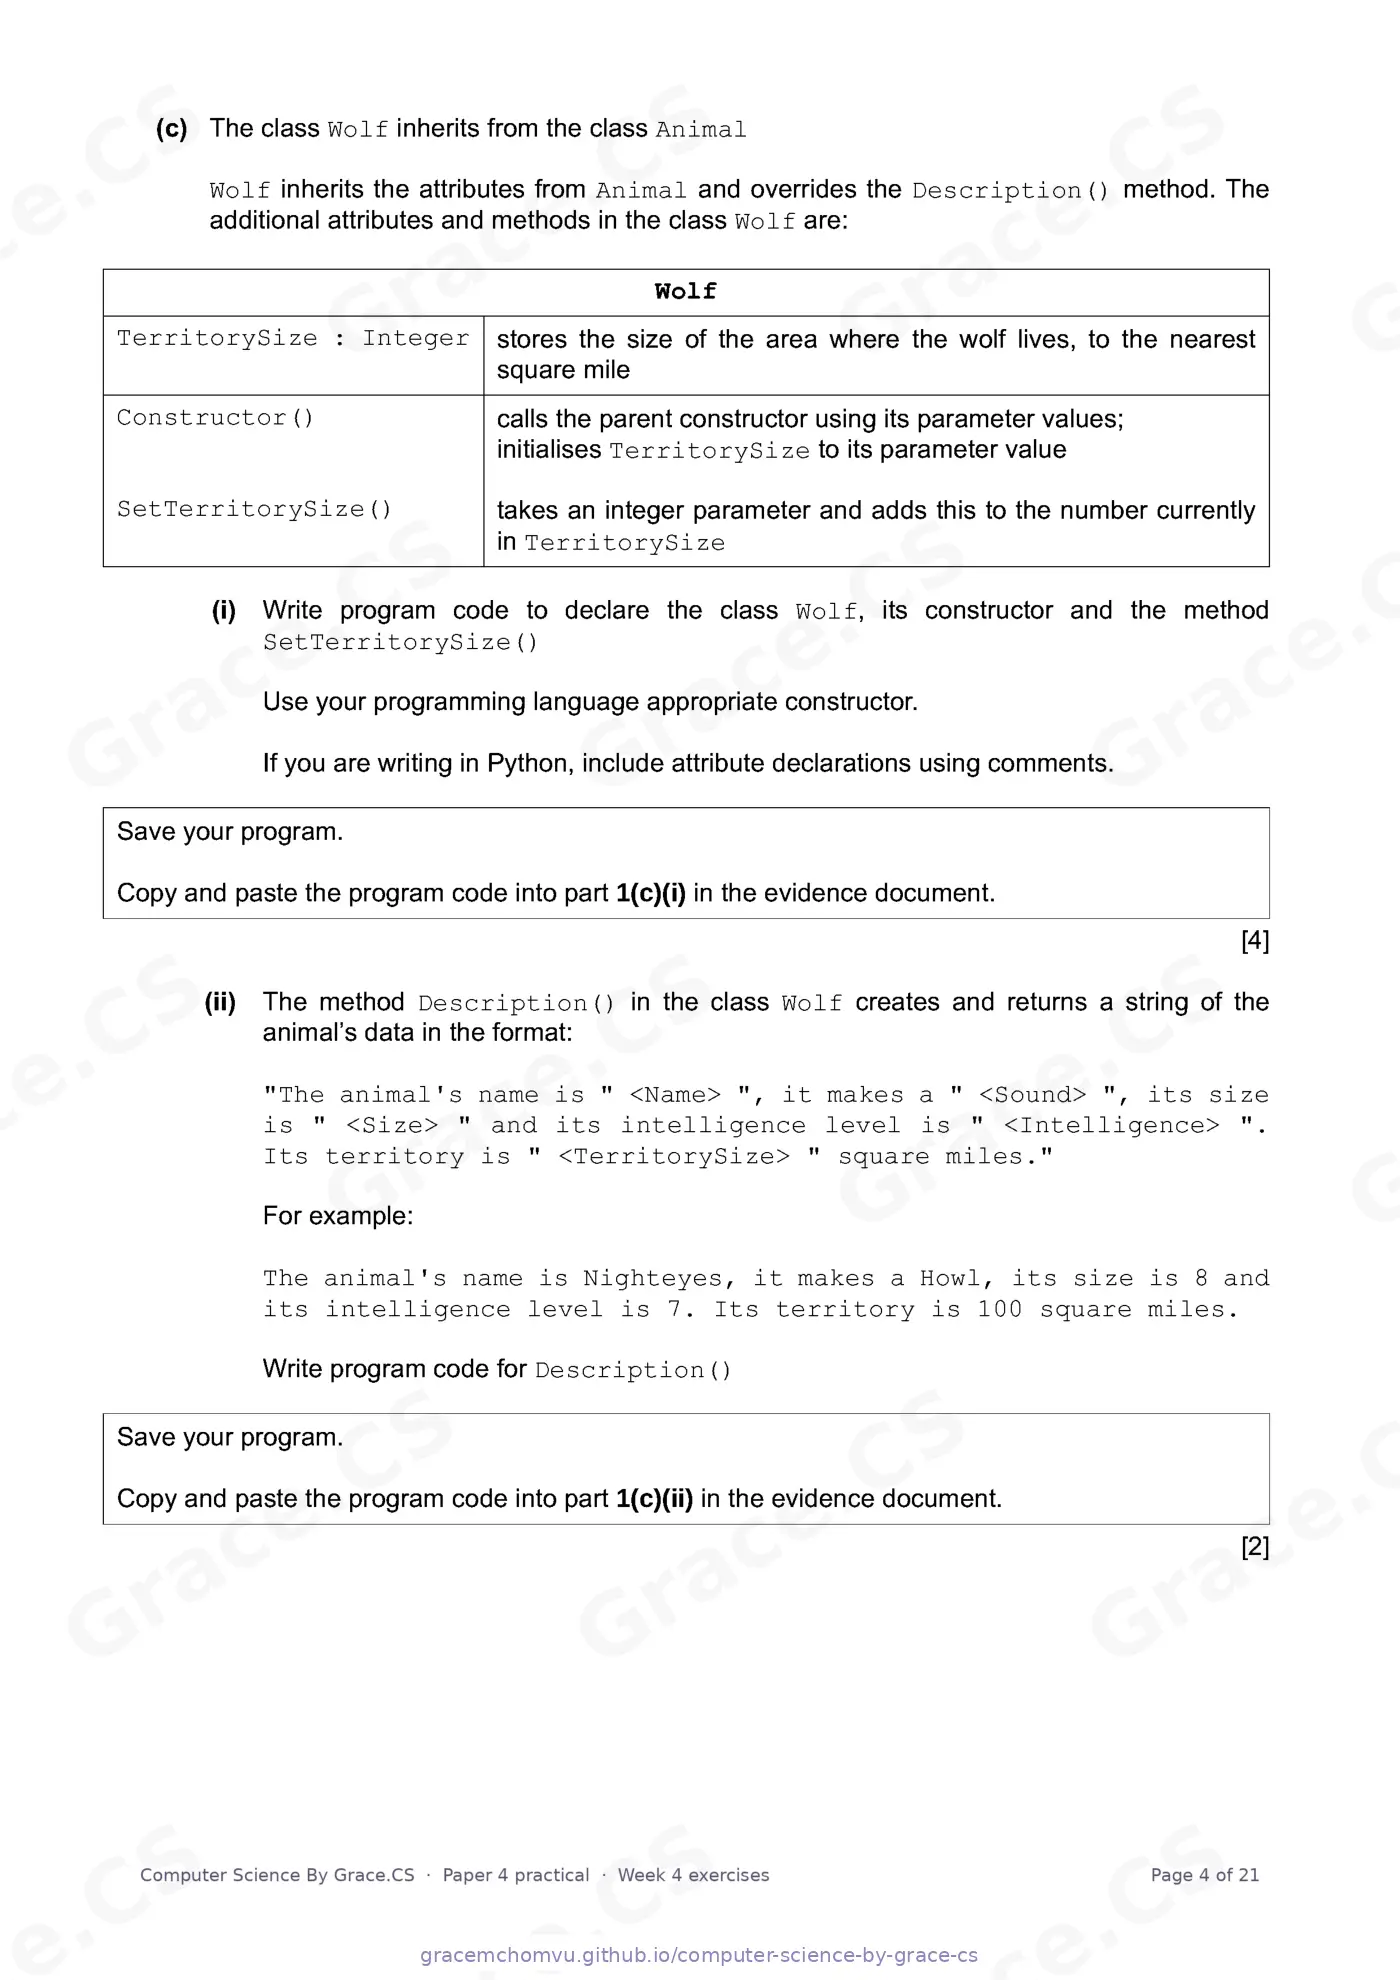 (c) The class Wolf inherits from the class Animal
Wolf inherits the attributes from Animal and overrides the Description() method. The
additional attributes and methods in the class Wolf are:
Wolf
TerritorySize : Integer stores the size of the area where the wolf lives, to the nearest
square mile
Constructor() calls the parent constructor using its parameter values;
initialises TerritorySize to its parameter value
SetTerritorySize() takes an integer parameter and adds this to the number currently
in TerritorySize
(i) Write program code to declare the class Wolf, its constructor and the method
SetTerritorySize()
Use your programming language appropriate constructor.
If you are writing in Python, include attribute declarations using comments.
Save your program.
Copy and paste the program code into part 1(c)(i) in the evidence document.
[4]
(ii) The method Description() in the class Wolf creates and returns a string of the
animal's data in the format:
"The animal's name is " <Name> ", it makes a " <Sound> ", its size
is " <Size> " and its intelligence level is " <Intelligence> ".
Its territory is " <TerritorySize> " square miles."
For example:
The animal's name is Nighteyes, it makes a Howl, its size is 8 and
its intelligence level is 7. Its territory is 100 square miles.
Write program code for Description()
Save your program.
Copy and paste the program code into part 1(c)(ii) in the evidence document.
[2]
Computer Science By Grace.CS · Paper 4 practical · Week 4 exercises Page 4 of 21
gracemchomvu.github.io/computer-science-by-grace-cs